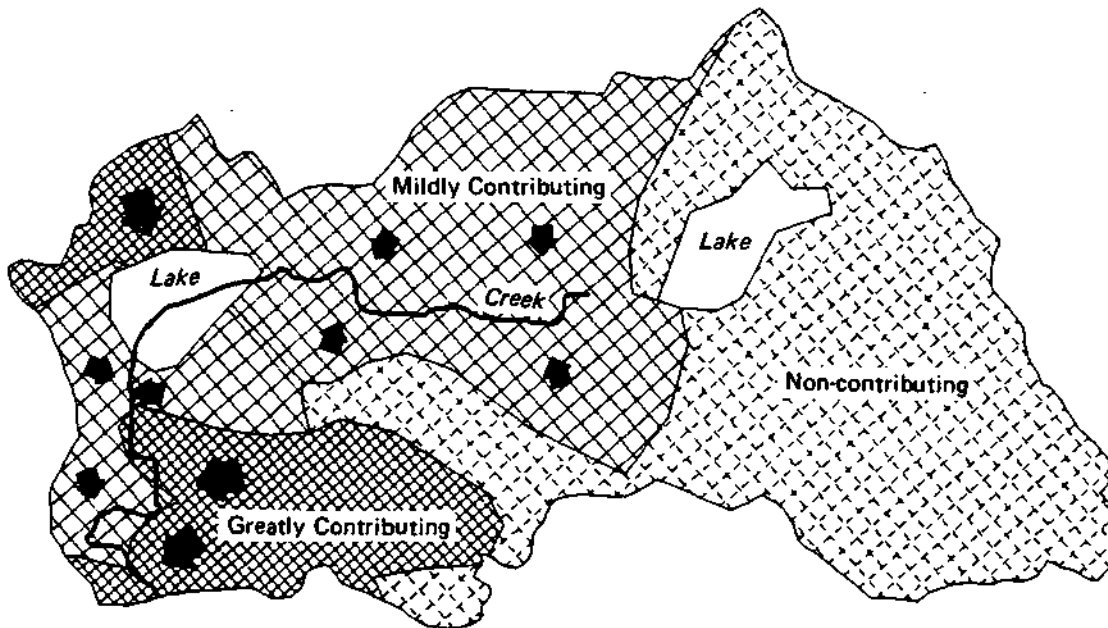 Mildly Contributing
Lake
Lake
Creek
Non-contributing
Greatly Contributing